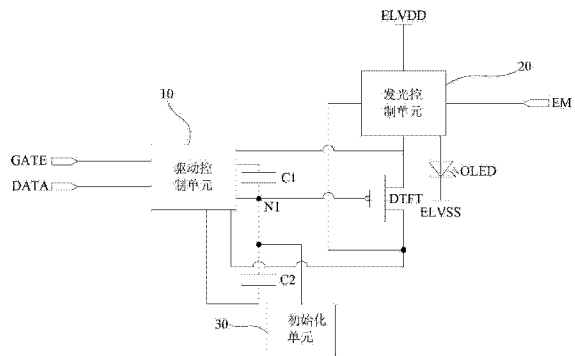 ELVDD
20
发光控
制单元
EM
10
GATE
DATA
驱动控
制单元
C1
N1
DTFT
OLED
ELVSS
C2
30
初始化
单元